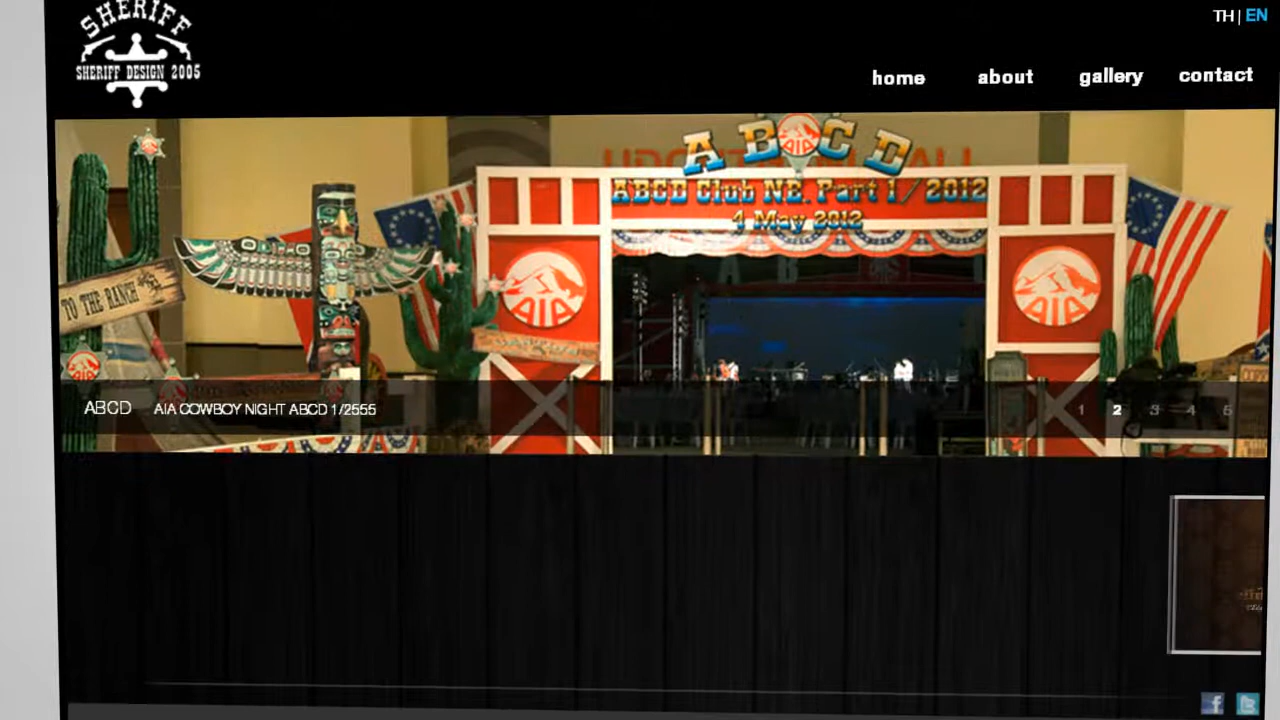 SHERIFF
SHERIFF DESIGN 2005
TH | EN
home about gallery contact
ABCD
AIA
ABCD Club NE. Part 1 / 2012
4 May 2012
TO THE RANCH
AIA
AIA
ABCD AIA COWBOY NIGHT ABCD 1/2555
1 2 3 4 5